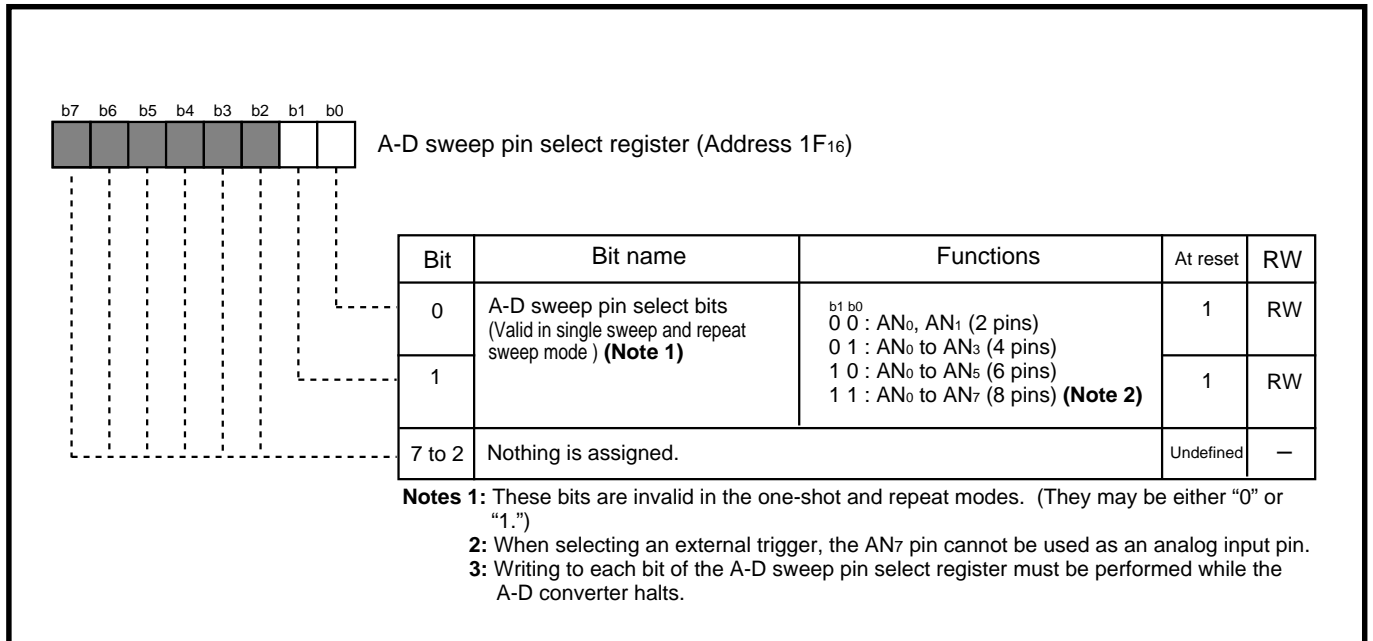 b7 b6 b5 b4 b3 b2 b1 b0
A-D sweep pin select register (Address 1F16)
Bit Bit name Functions At reset RW
0 A-D sweep pin select bits
(Valid in single sweep and repeat
sweep mode ) (Note 1)
b1 b0
0 0 : AN0, AN1 (2 pins)
0 1 : AN0 to AN3 (4 pins)
1 0 : AN0 to AN5 (6 pins)
1 1 : AN0 to AN7 (8 pins) (Note 2)
1 RW
1
1 RW
7 to 2 Nothing is assigned. Undefined –
Notes 1: These bits are invalid in the one-shot and repeat modes. (They may be either “0” or
“1.”)
2: When selecting an external trigger, the AN7 pin cannot be used as an analog input pin.
3: Writing to each bit of the A-D sweep pin select register must be performed while the
A-D converter halts.